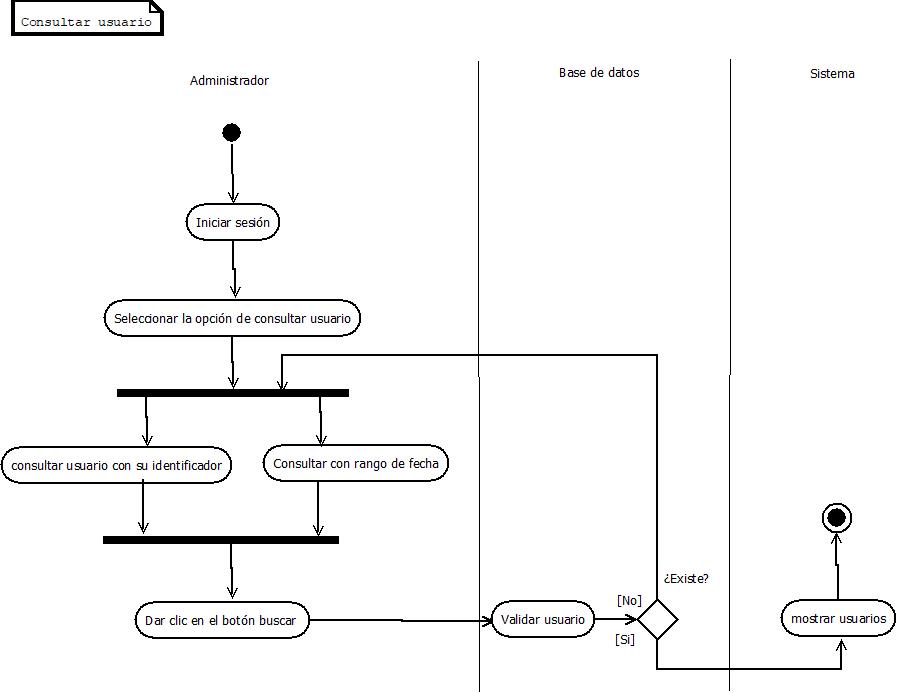 Consultar usuario
Administrador
Base de datos
Sistema
Iniciar sesión
Seleccionar la opción de consultar usuario
consultar usuario con su identificador
Consultar con rango de fecha
¿Existe?
[No]
Dar clic en el botón buscar
Validar usuario
mostrar usuarios
[Si]